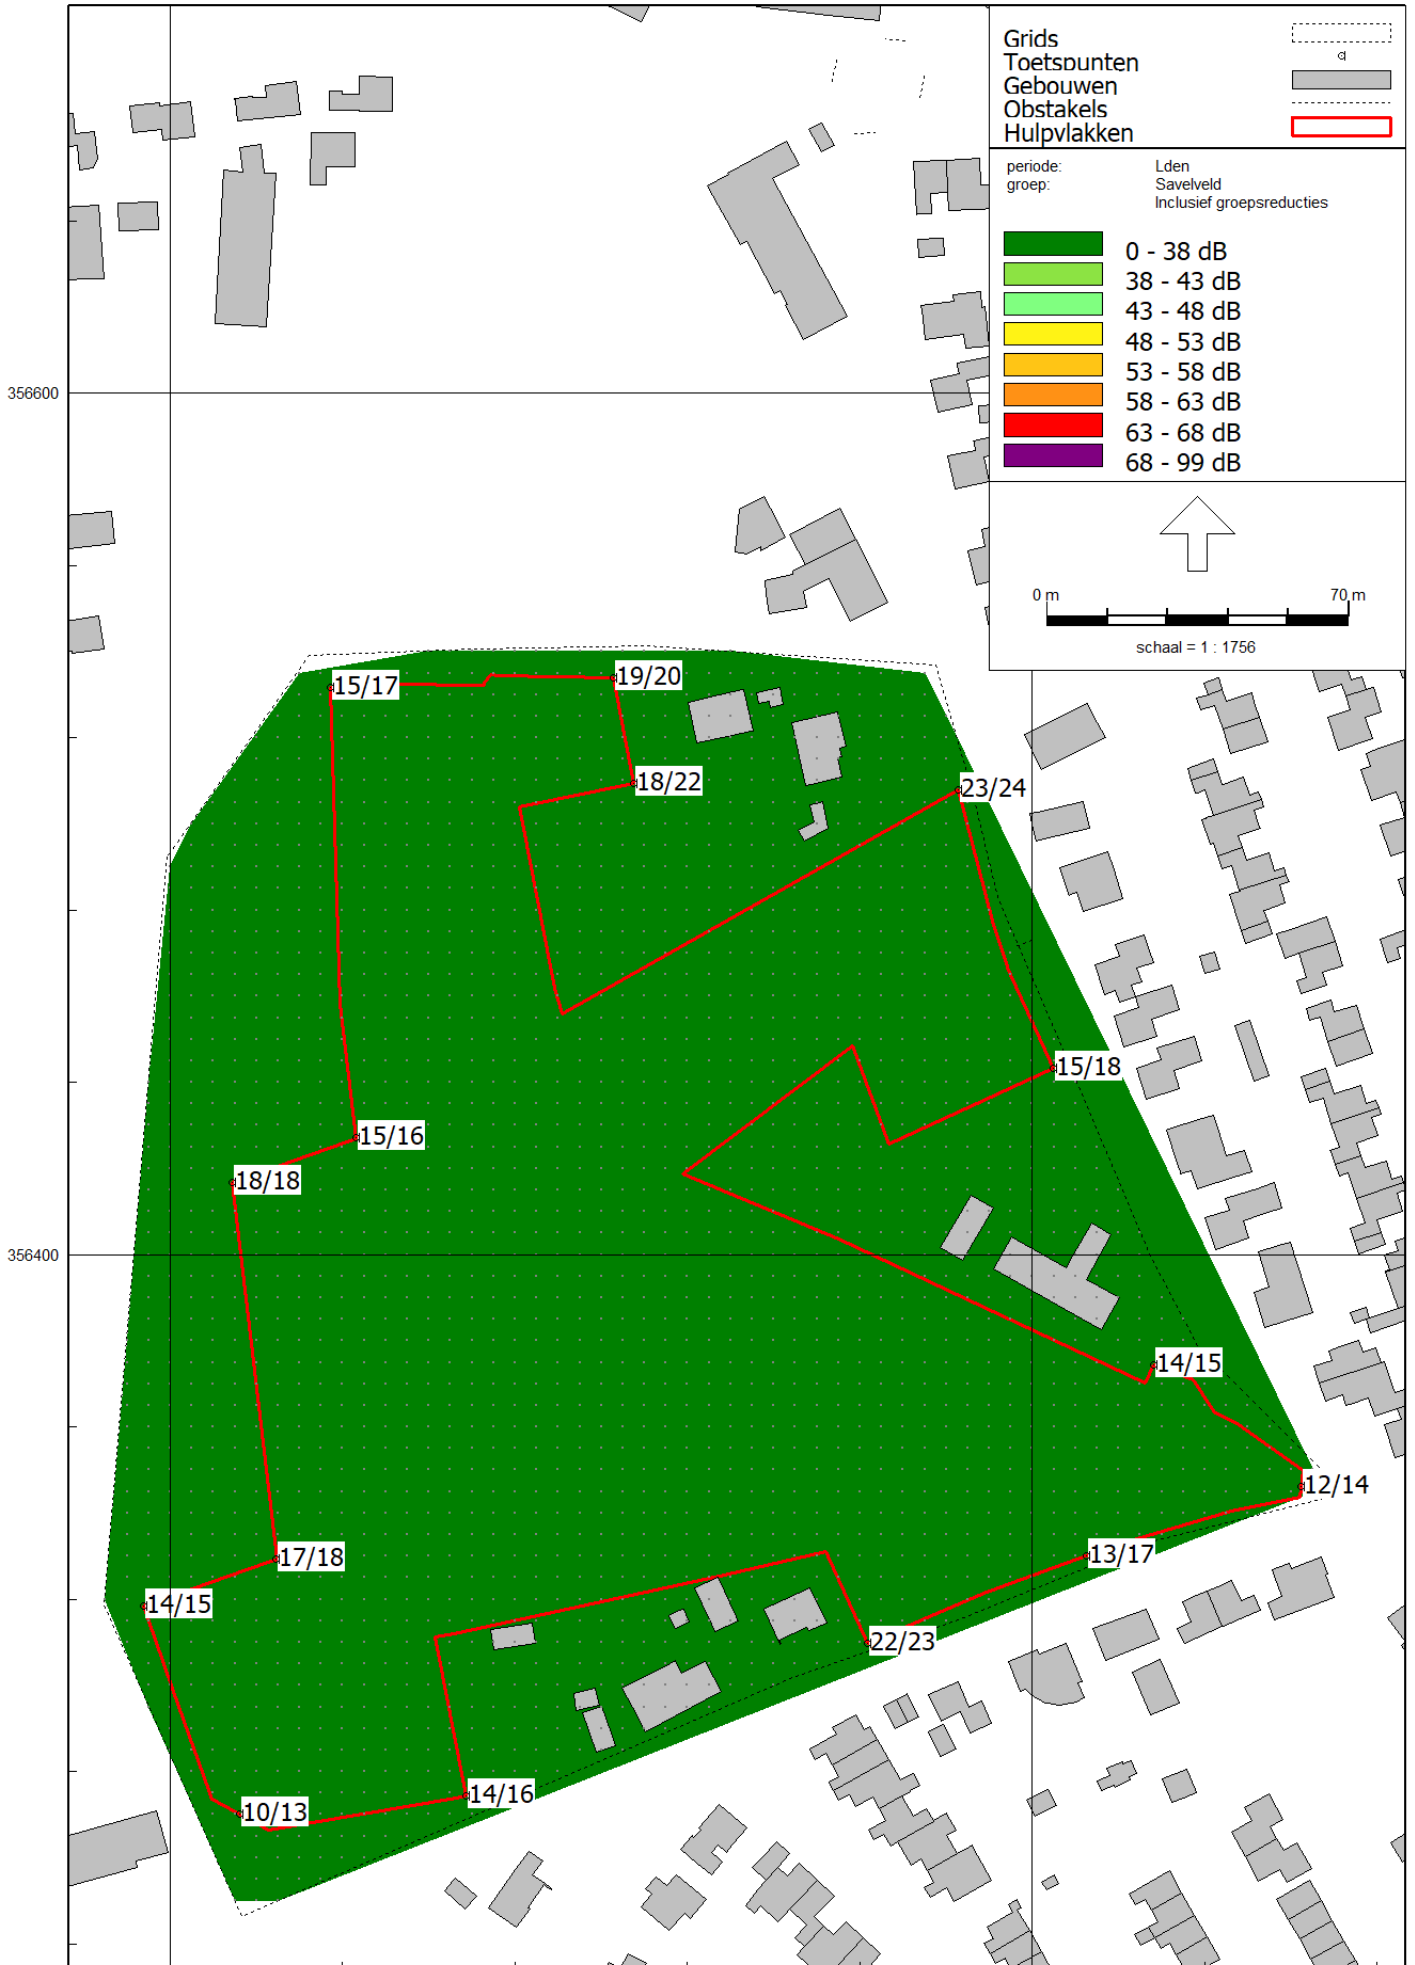 Grids
Toetspunten
Gebouwen
Obstakels
Hulpvlakken
periode: Lden
groep: Savelveld
Inclusief groepsreducties
0 - 38 dB
38 - 43 dB
43 - 48 dB
48 - 53 dB
53 - 58 dB
58 - 63 dB
63 - 68 dB
68 - 99 dB
0 m 70 m
schaal = 1 : 1756
356600
19/20
15/17
18/22
23/24
15/18
15/16
18/18
356400
14/15
12/14
13/17
17/18
14/15
22/23
14/16
10/13